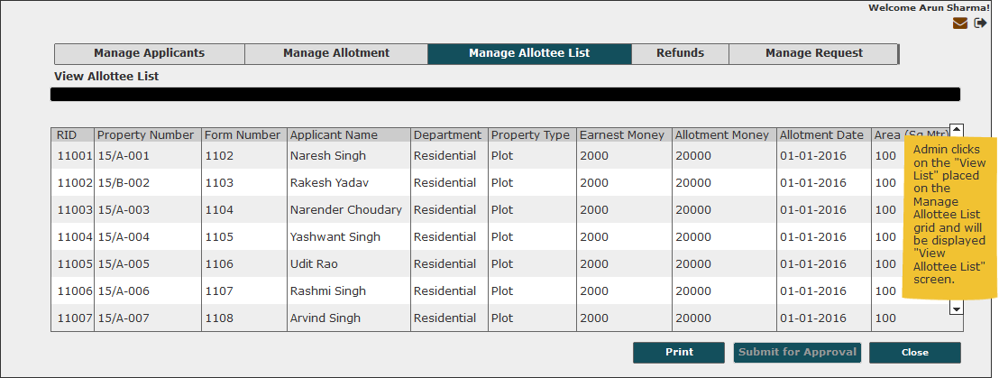 Welcome Arun Sharma!
Manage Applicants Manage Allotment Manage Allottee List Refunds Manage Request
View Allottee List
RID Property Number Form Number Applicant Name Department Property Type Earnest Money Allotment Money Allotment Date Area (Sq Mtr)
11001 15/A-001 1102 Naresh Singh Residential Plot 2000 20000 01-01-2016 100
11002 15/B-002 1103 Rakesh Yadav Residential Plot 2000 20000 01-01-2016 100
11003 15/A-003 1104 Narender Choudary Residential Plot 2000 20000 01-01-2016 100
11004 15/A-004 1105 Yashwant Singh Residential Plot 2000 20000 01-01-2016 100
11005 15/A-005 1106 Udit Rao Residential Plot 2000 20000 01-01-2016 100
11006 15/A-006 1107 Rashmi Singh Residential Plot 2000 20000 01-01-2016 100
11007 15/A-007 1108 Arvind Singh Residential Plot 2000 20000 01-01-2016 100
Admin clicks
on the "View
List" placed
on the
Manage
Allottee List
grid and will
be displayed
"View
Allottee List"
screen.
Print Submit for Approval Close